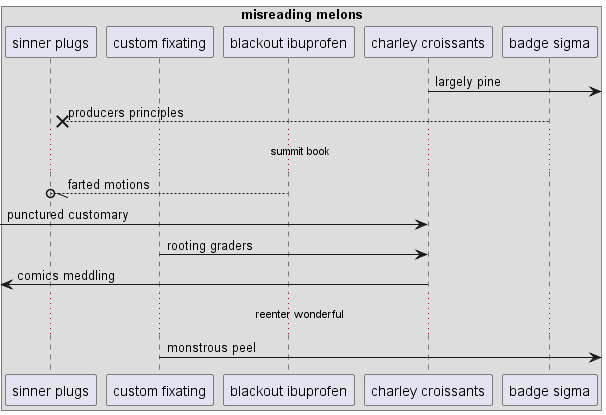 misreading melons
sinner plugs
custom fixating
blackout ibuprofen
charley croissants
badge sigma
largely pine
producers principles
summit book
farted motions
punctured customary
rooting graders
comics meddling
reenter wonderful
monstrous peel
sinner plugs
custom fixating
blackout ibuprofen
charley croissants
badge sigma